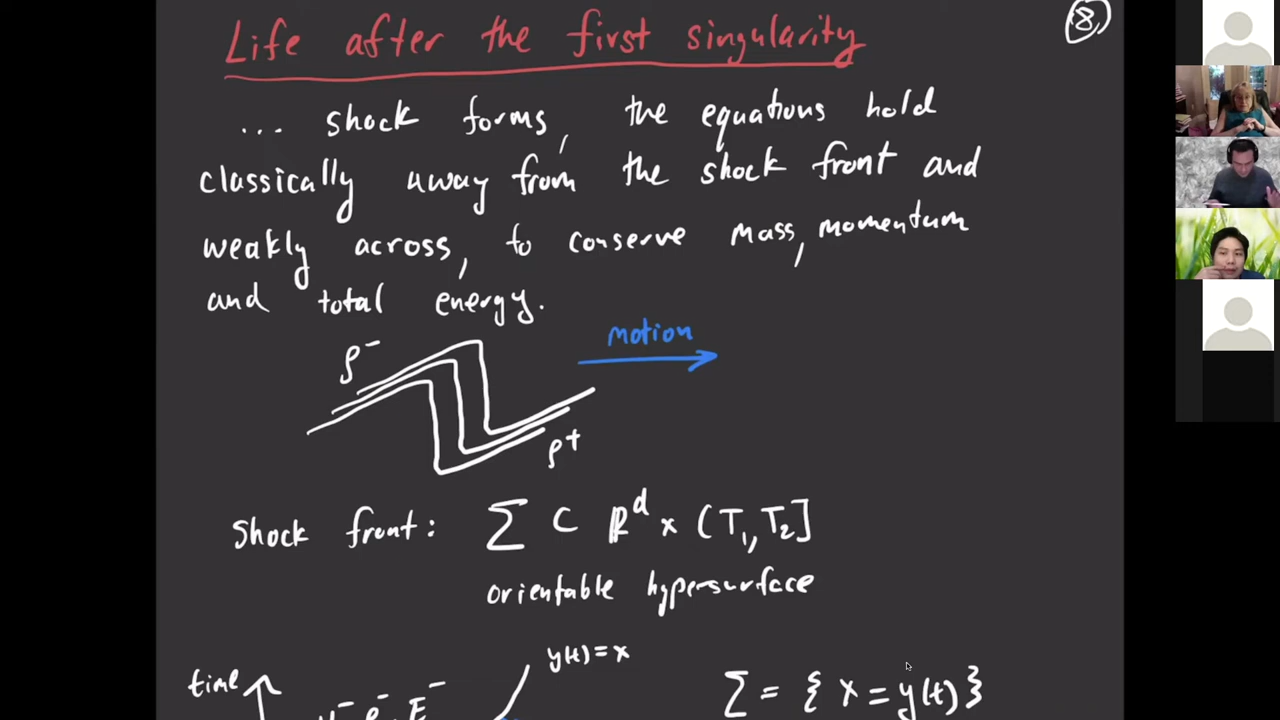 Life after the first singularity
8
... shock forms, the equations hold
classically away from the shock front and
weakly across, to conserve mass, momentum
and total energy.
motion
ρ⁻
ρ⁺
Shock front: Σ ⊂ ℝᵈ × (T₁, T₂]
orientable hypersurface
y(t) = x
time
Σ = { x = y(t) }